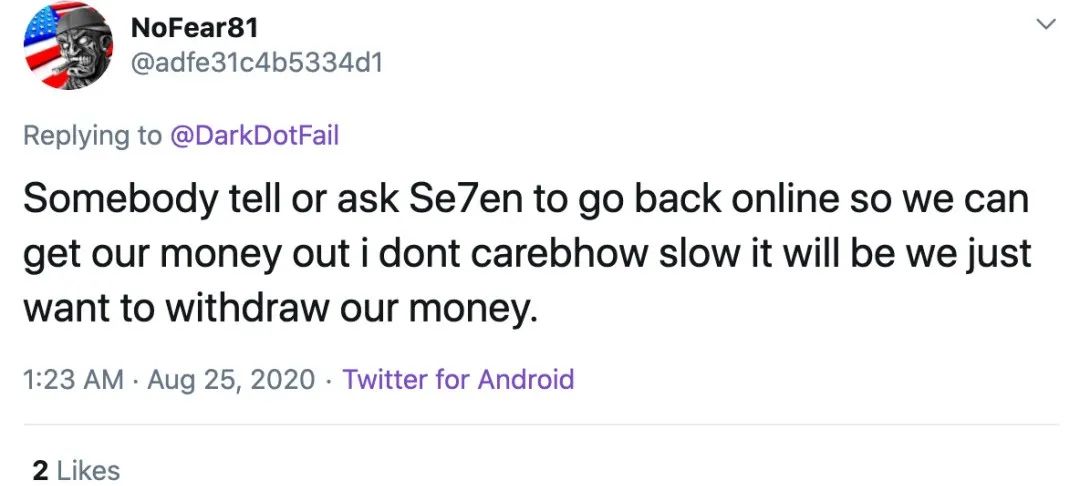 NoFear81
@adfe31c4b5334d1
Replying to @DarkDotFail
Somebody tell or ask Se7en to go back online so we can
get our money out i dont carebhow slow it will be we just
want to withdraw our money.
1:23 AM · Aug 25, 2020 · Twitter for Android
2 Likes